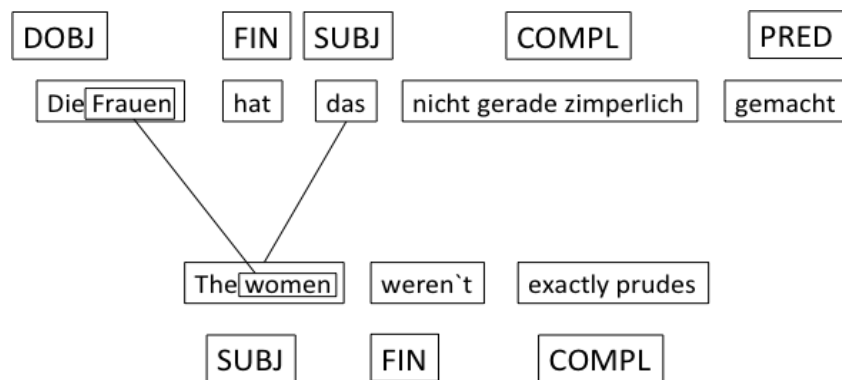 DOBJ FIN SUBJ COMPL PRED
Die Frauen hat das nicht gerade zimperlich gemacht
The women weren`t exactly prudes
SUBJ FIN COMPL